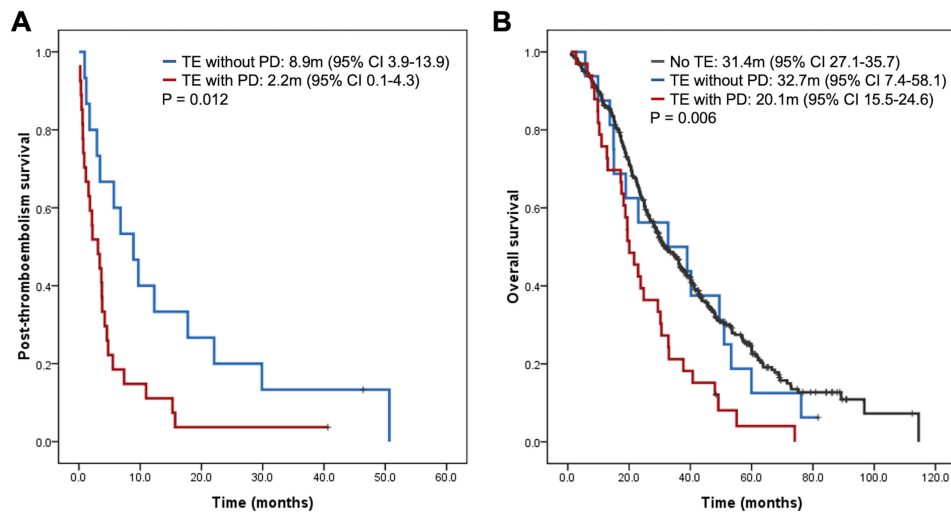 A
TE without PD: 8.9m (95% CI 3.9-13.9)
TE with PD: 2.2m (95% CI 0.1-4.3)
P = 0.012
Post-thromboembolism survival
1.0
0.8
0.6
0.4
0.2
0.0
.0
10.0
20.0
30.0
40.0
50.0
60.0
Time (months)
B
No TE: 31.4m (95% CI 27.1-35.7)
TE without PD: 32.7m (95% CI 7.4-58.1)
TE with PD: 20.1m (95% CI 15.5-24.6)
P = 0.006
Overall survival
1.0
0.8
0.6
0.4
0.2
0.0
.0
20.0
40.0
60.0
80.0
100.0
120.0
Time (months)